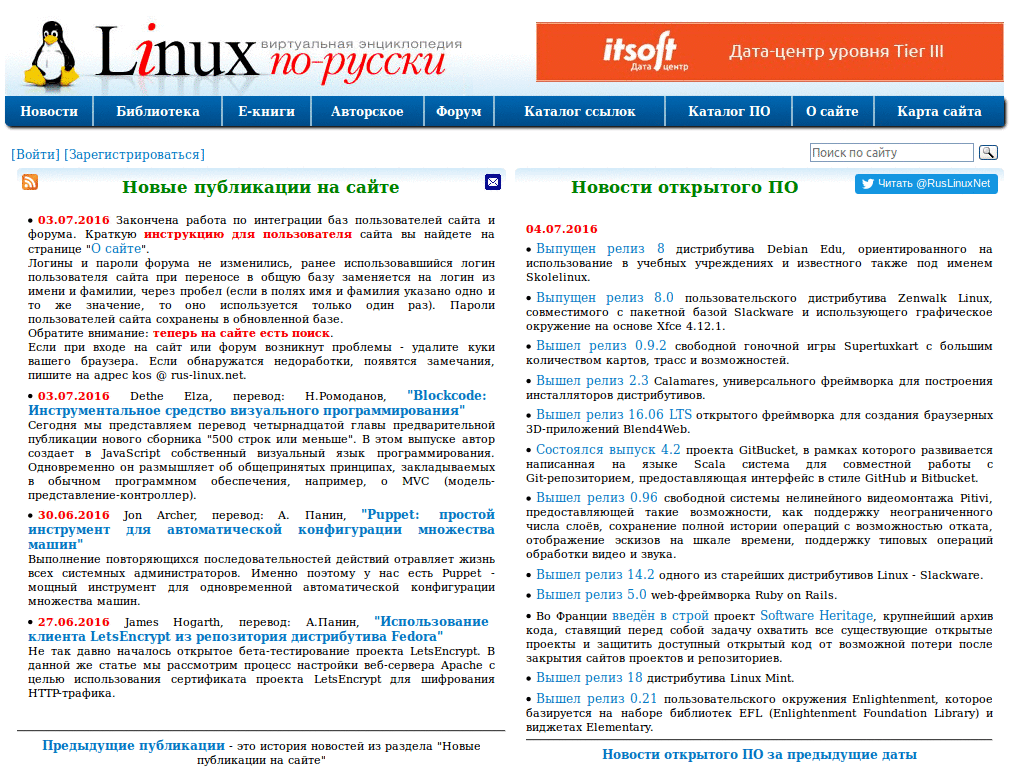 Linux виртуальная энциклопедия
по-русски
itsoft
Дата центр
Дата-центр уровня Tier III
Новости Библиотека Е-книги Авторское Форум Каталог ссылок Каталог ПО О сайте Карта сайта
[Войти] [Зарегистрироваться]
Поиск по сайту
Новые публикации на сайте
• 03.07.2016 Закончена работа по интеграции баз пользователей сайта и
форума. Краткую инструкцию для пользователя сайта вы найдете на
странице "О сайте".
Логины и пароли форума не изменились, ранее использовавшийся логин
пользователя сайта при переносе в общую базу заменяется на логин из
имени и фамилии, через пробел (если в полях имя и фамилия указано одно и
то же значение, то оно используется только один раз). Пароли
пользователей сайта сохранены в обновленной базе.
Обратите внимание: теперь на сайте есть поиск.
Если при входе на сайт или форум возникнут проблемы - удалите куки
вашего браузера. Если обнаружатся недоработки, появятся замечания,
пишите на адрес kos @ rus-linux.net.
• 03.07.2016 Dethe Elza, перевод: Н.Ромоданов, "Blockcode:
Инструментальное средство визуального программирования"
Сегодня мы представляем перевод четырнадцатой главы предварительной
публикации нового сборника "500 строк или меньше". В этом выпуске автор
создает в JavaScript собственный визуальный язык программирования.
Одновременно он размышляет об общепринятых принципах, закладываемых
в обычном программном обеспечения, например, о MVC (модель-
представление-контроллер).
• 30.06.2016 Jon Archer, перевод: А. Панин, "Puppet: простой
инструмент для автоматической конфигурации множества
машин"
Выполнение повторяющихся последовательностей действий отравляет жизнь
всех системных администраторов. Именно поэтому у нас есть Puppet -
мощный инструмент для одновременной автоматической конфигурации
множества машин.
• 27.06.2016 James Hogarth, перевод: А.Панин, "Использование
клиента LetsEncrypt из репозитория дистрибутива Fedora"
Не так давно началось открытое бета-тестирование проекта LetsEncrypt. В
данной же статье мы рассмотрим процесс настройки веб-сервера Apache с
целью использования сертификата проекта LetsEncrypt для шифрования
HTTP-трафика.
Предыдущие публикации - это история новостей из раздела "Новые
публикации на сайте"
Новости открытого ПО
Читать @RusLinuxNet
04.07.2016
• Выпущен релиз 8 дистрибутива Debian Edu, ориентированного на
использование в учебных учреждениях и известного также под именем
Skolelinux.
• Выпущен релиз 8.0 пользовательского дистрибутива Zenwalk Linux,
совместимого с пакетной базой Slackware и использующего графическое
окружение на основе Xfce 4.12.1.
• Вышел релиз 0.9.2 свободной гоночной игры Supertuxkart с большим
количеством картов, трасс и возможностей.
• Вышел релиз 2.3 Calamares, универсального фреймворка для построения
инсталляторов дистрибутивов.
• Вышел релиз 16.06 LTS открытого фреймворка для создания браузерных
3D-приложений Blend4Web.
• Состоялся выпуск 4.2 проекта GitBucket, в рамках которого развивается
написанная на языке Scala система для совместной работы с
Git-репозиторием, предоставляющая интерфейс в стиле GitHub и Bitbucket.
• Вышел релиз 0.96 свободной системы нелинейного видеомонтажа Pitivi,
предоставляющей такие возможности, как поддержку неограниченного
числа слоёв, сохранение полной истории операций с возможностью отката,
отображение эскизов на шкале времени, поддержку типовых операций
обработки видео и звука.
• Вышел релиз 14.2 одного из старейших дистрибутивов Linux - Slackware.
• Вышел релиз 5.0 web-фреймворка Ruby on Rails.
• Во Франции введён в строй проект Software Heritage, крупнейший архив
кода, ставящий перед собой задачу охватить все существующие открытые
проекты и защитить доступный открытый код от возможной потери после
закрытия сайтов проектов и репозиториев.
• Вышел релиз 18 дистрибутива Linux Mint.
• Вышел релиз 0.21 пользовательского окружения Enlightenment, которое
базируется на наборе библиотек EFL (Enlightenment Foundation Library) и
виджетах Elementary.
Новости открытого ПО за предыдущие даты